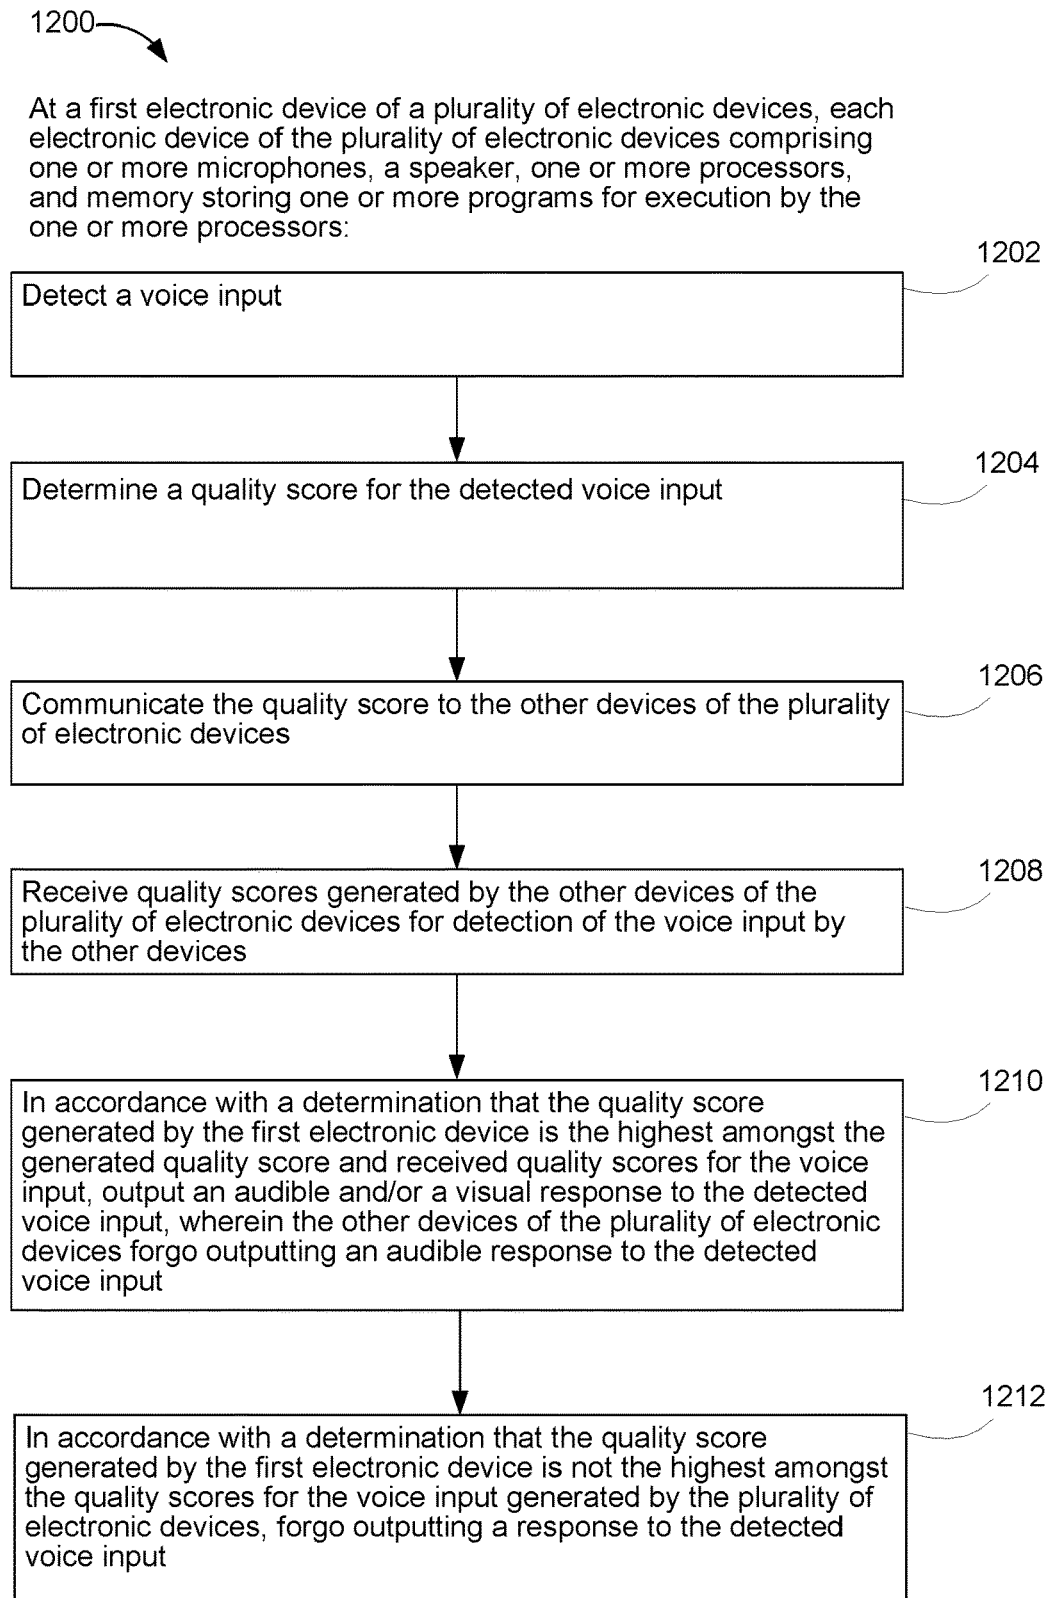 1200
At a first electronic device of a plurality of electronic devices, each
electronic device of the plurality of electronic devices comprising
one or more microphones, a speaker, one or more processors,
and memory storing one or more programs for execution by the
one or more processors:
1202
Detect a voice input
1204
Determine a quality score for the detected voice input
1206
Communicate the quality score to the other devices of the plurality
of electronic devices
1208
Receive quality scores generated by the other devices of the
plurality of electronic devices for detection of the voice input by
the other devices
1210
In accordance with a determination that the quality score
generated by the first electronic device is the highest amongst the
generated quality score and received quality scores for the voice
input, output an audible and/or a visual response to the detected
voice input, wherein the other devices of the plurality of electronic
devices forgo outputting an audible response to the detected
voice input
1212
In accordance with a determination that the quality score
generated by the first electronic device is not the highest amongst
the quality scores for the voice input generated by the plurality of
electronic devices, forgo outputting a response to the detected
voice input